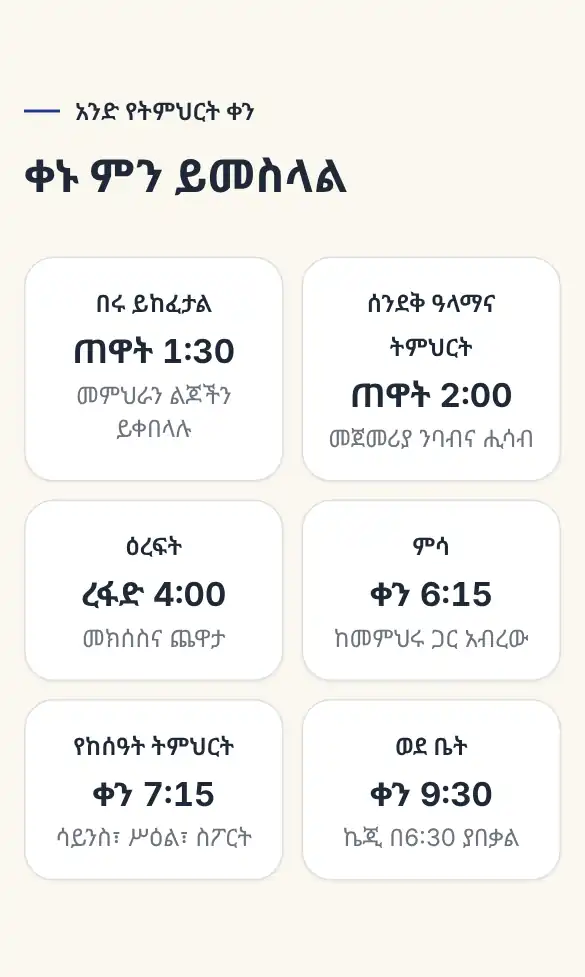 አንድ የትምህርት ቀን
ቀኑ ምን ይመስላል
በሩ ይከፈታል
ጠዋት 1:30
መምህራን ልጆችን
ይቀበላሉ
ሰንደቅ ዓላማና
ትምህርት
ጠዋት 2:00
መጀመሪያ ንባብና ሒሳብ
ዕረፍት
ረፋድ 4:00
መክሰስና ጨዋታ
ምሳ
ቀን 6:15
ከመምህሩ ጋር አብረው
የከሰዓት ትምህርት
ቀን 7:15
ሳይንስ፣ ሥዕል፣ ስፖርት
ወደ ቤት
ቀን 9:30
ኬጂ በ6:30 ያበቃል